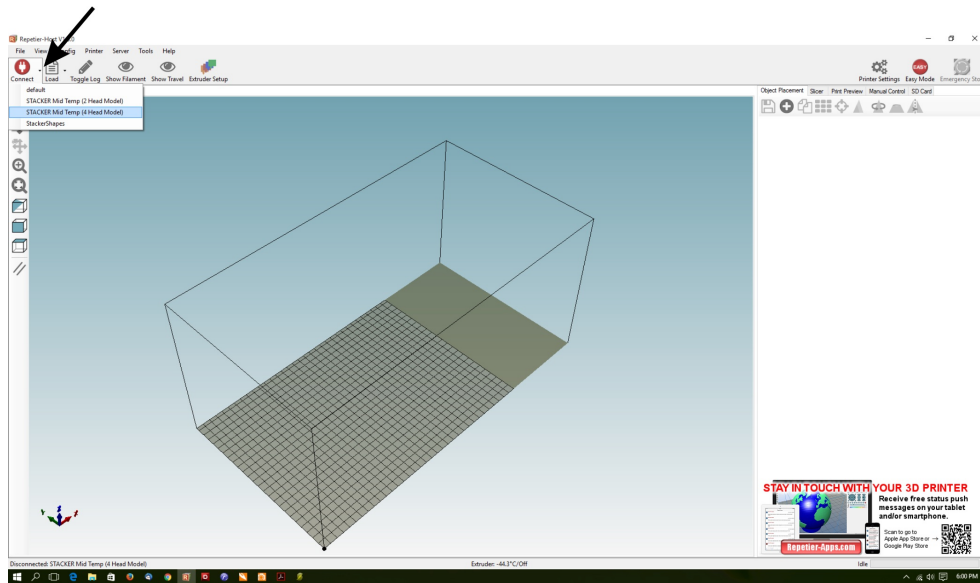 Repetier-Host V1
File View Config Printer Server Tools Help
Connect Load Toggle Log Show Filament Show Travel Extruder Setup
Printer Settings Easy Mode Emergency Sto
EASY
default
STACKER Mid Temp (2 Head Model)
STACKER Mid Temp (4 Head Model)
StackerShapes
Object Placement Slicer Print Preview Manual Control SD Card
STAY IN TOUCH WITH YOUR 3D PRINTER
Receive free status push
messages on your tablet
and/or smartphone.
Scan to go to
Apple App Store or →
Google Play Store
Repetier-Apps.com
Disconnected: STACKER Mid Temp (4 Head Model) Extruder: -44.3°C/Off Idle
6:00 PM